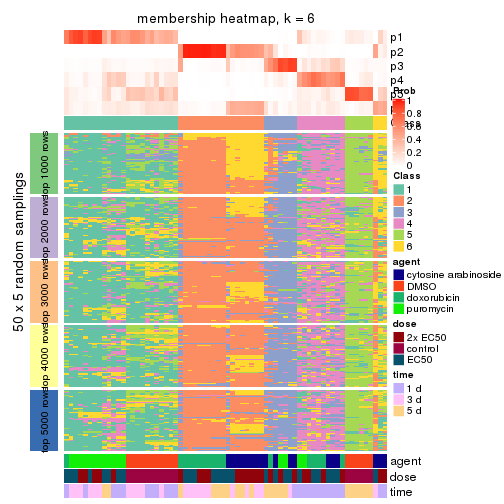 membership heatmap, k = 6
p1
p2
p3
p4
p5
p6
Prob
1
0.8
0.6
0.4
0.2
0
Class
1
2
3
4
5
6
agent
cytosine arabinoside
DMSO
doxorubicin
puromycin
dose
2x EC50
control
EC50
time
1 d
3 d
5 d
50 x 5 random samplings
top 1000 rows
top 2000 rows
top 3000 rows
top 4000 rows
top 5000 rows
agent
dose
time